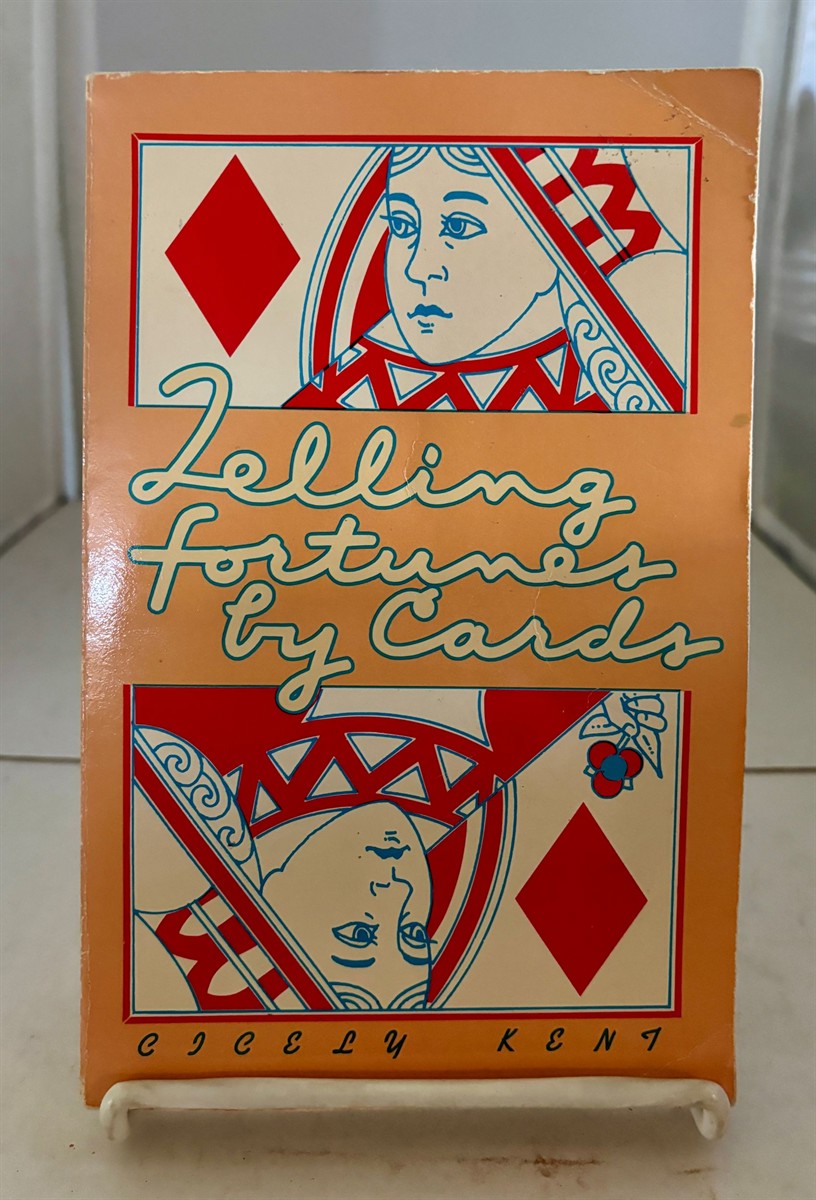 Telling
fortunes
by Cards
CICELY KENT